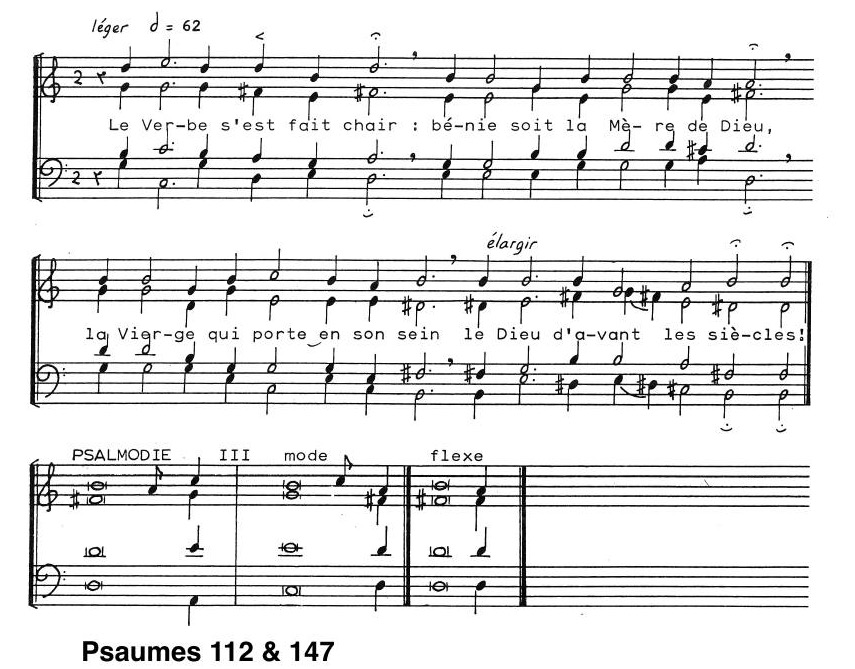 léger 𝅗𝅥 = 62
2
Le Ver-be s'est fait chair : bé-nie soit la Mè- re de Dieu,
2
élargir
la Vier-ge qui porte‿en son sein le Dieu d'a-vant les siè-cles!
PSALMODIE III mode flexe
Psaumes 112 & 147